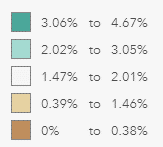 3.06% to 4.67%
2.02% to 3.05%
1.47% to 2.01%
0.39% to 1.46%
0% to 0.38%